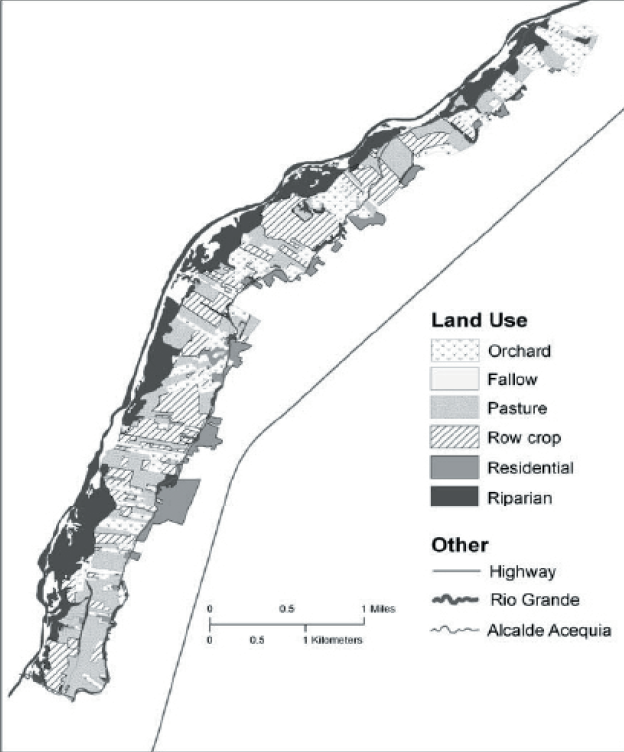 Land Use
Orchard
Fallow
Pasture
Row crop
Residential
Riparian
Other
Highway
Rio Grande
Alcalde Acequia
0 0.5 1 Miles
0 0.5 1 Kilometers